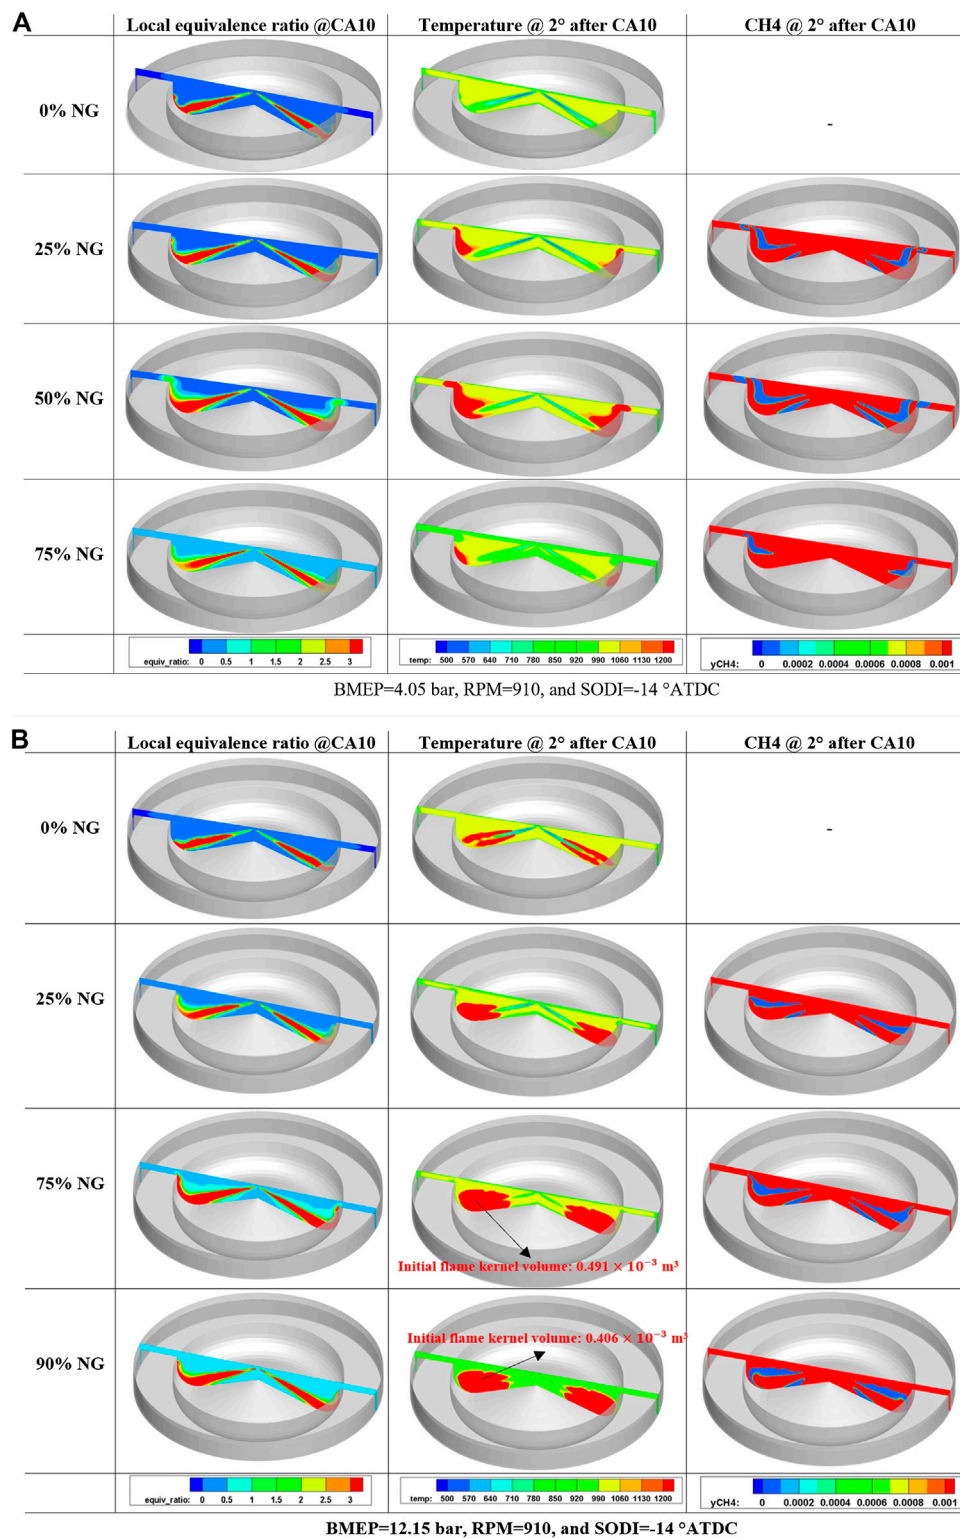 A
Local equivalence ratio @CA10 Temperature @ 2° after CA10 CH4 @ 2° after CA10
0% NG -
25% NG
50% NG
75% NG
equiv_ratio: 0 0.5 1 1.5 2 2.5 3
temp: 500 570 640 710 780 850 920 990 1060 1130 1200
yCH4: 0 0.0002 0.0004 0.0006 0.0008 0.001
BMEP=4.05 bar, RPM=910, and SODI=-14 °ATDC
B
Local equivalence ratio @CA10 Temperature @ 2° after CA10 CH4 @ 2° after CA10
0% NG -
25% NG
75% NG
Initial flame kernel volume: 0.491 × 10⁻³ m³
Initial flame kernel volume: 0.406 × 10⁻³ m³
90% NG
equiv_ratio: 0 0.5 1 1.5 2 2.5 3
temp: 500 570 640 710 780 850 920 990 1060 1130 1200
yCH4: 0 0.0002 0.0004 0.0006 0.0008 0.001
BMEP=12.15 bar, RPM=910, and SODI=-14 °ATDC